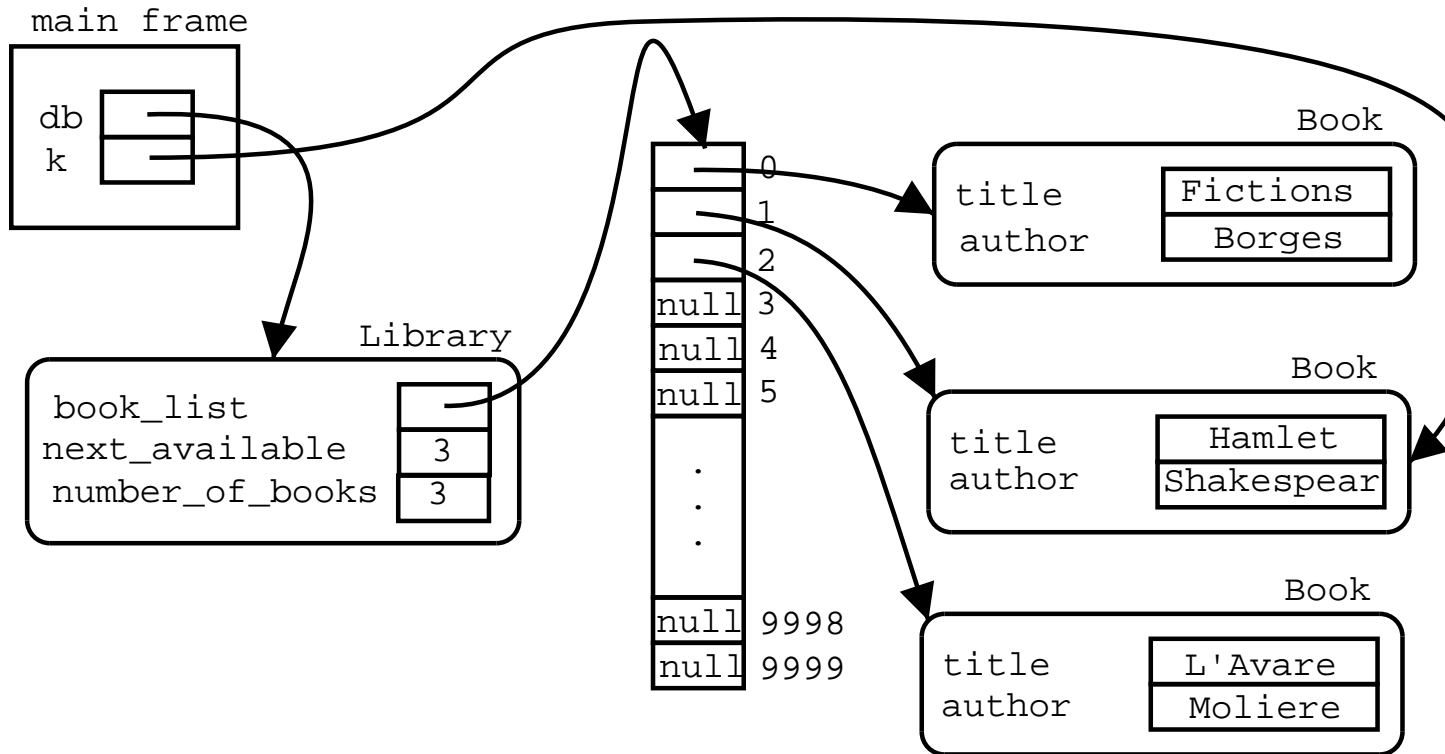 main frame
db
k
Library
book_list
next_available 3
number_of_books 3
0
1
2
null 3
null 4
null 5
.
.
.
null 9998
null 9999
Book
title Fictions
author Borges
Book
title Hamlet
author Shakespear
Book
title L'Avare
author Moliere